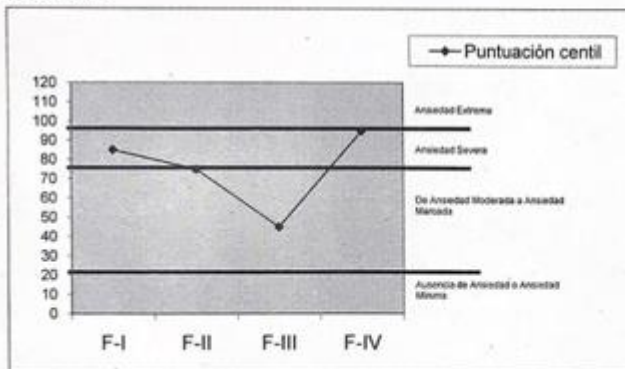 Puntuación centil
120
110
100
90
80
70
60
50
40
30
20
10
0
Ansiedad Extrema
Ansiedad Severa
De Ansiedad Moderada a Ansiedad
Marcada
Ausencia de Ansiedad o Ansiedad
Mínima
F-I F-II F-III F-IV